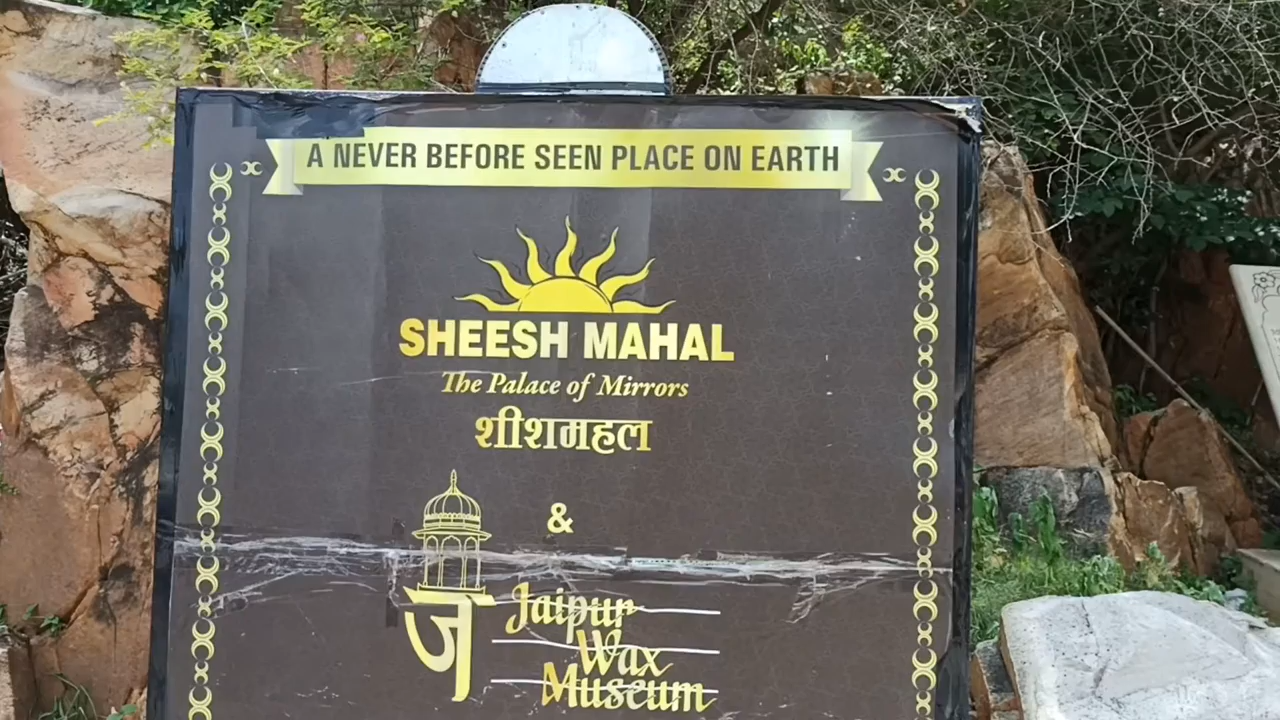 A NEVER BEFORE SEEN PLACE ON EARTH
SHEESH MAHAL
The Palace of Mirrors
शीशमहल
&
ज
Jaipur
Wax
Museum